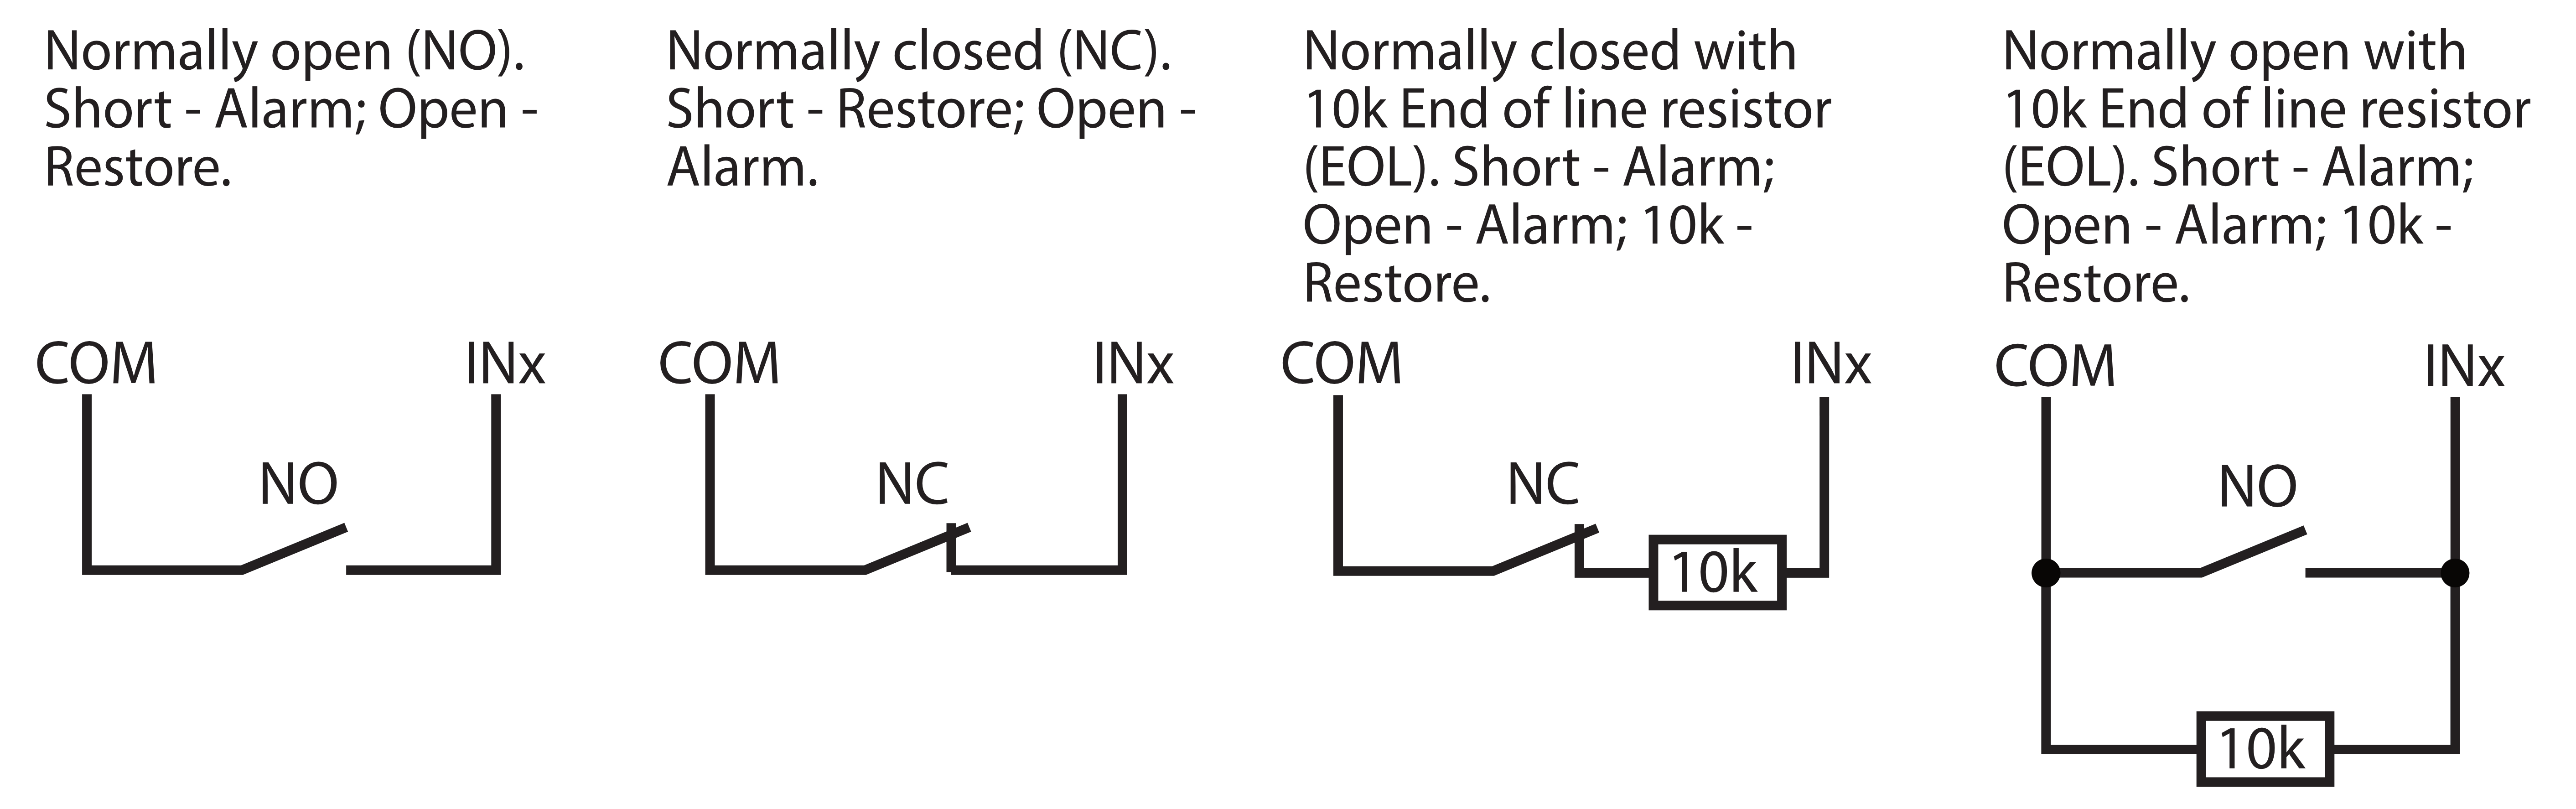 Normally open (NO).
Short - Alarm; Open -
Restore.
COM
INx
NO
Normally closed (NC).
Short - Restore; Open -
Alarm.
COM
INx
NC
Normally closed with
10k End of line resistor
(EOL). Short - Alarm;
Open - Alarm; 10k -
Restore.
COM
INx
NC
10k
Normally open with
10k End of line resistor
(EOL). Short - Alarm;
Open - Alarm; 10k -
Restore.
COM
INx
NO
10k